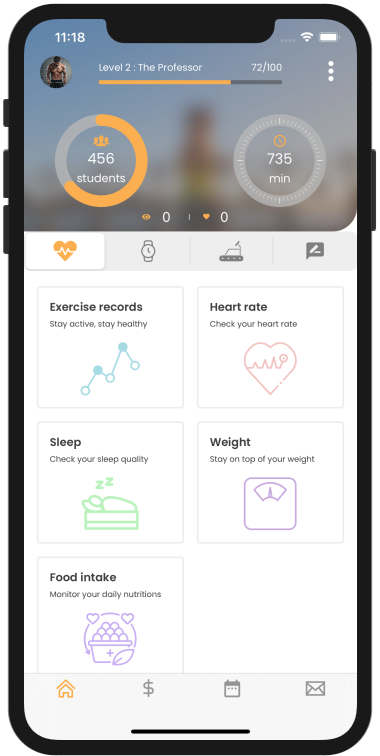 11:18
Level 2 : The Professor 72/100
456
students
735
min
0 0
Exercise records
Stay active, stay healthy
Heart rate
Check your heart rate
Sleep
Check your sleep quality
Weight
Stay on top of your weight
Food intake
Monitor your daily nutritions